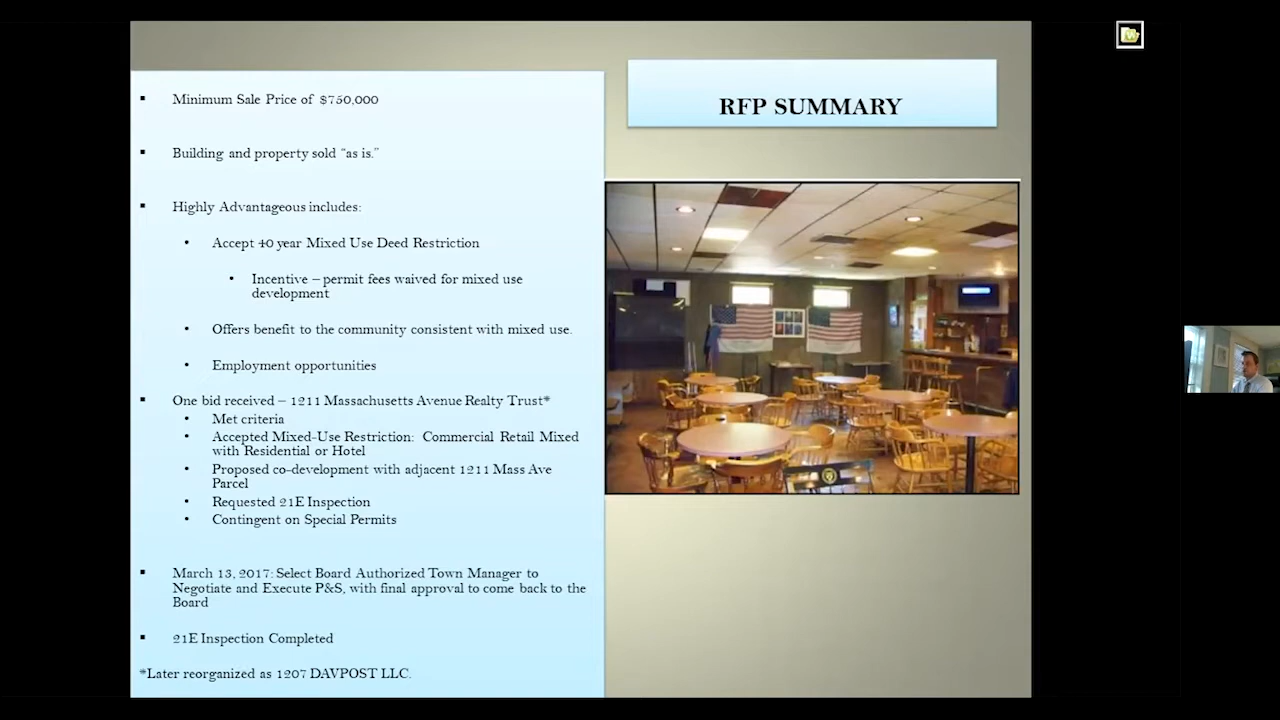 RFP SUMMARY
Minimum Sale Price of $750,000
Building and property sold "as is."
Highly Advantageous includes:
Accept 40 year Mixed Use Deed Restriction
Incentive – permit fees waived for mixed use
development
Offers benefit to the community consistent with mixed use.
Employment opportunities
One bid received – 1211 Massachusetts Avenue Realty Trust*
Met criteria
Accepted Mixed-Use Restriction: Commercial Retail Mixed
with Residential or Hotel
Proposed co-development with adjacent 1211 Mass Ave
Parcel
Requested 21E Inspection
Contingent on Special Permits
March 13, 2017: Select Board Authorized Town Manager to
Negotiate and Execute P&S, with final approval to come back to the
Board
21E Inspection Completed
*Later reorganized as 1207 DAVPOST LLC.